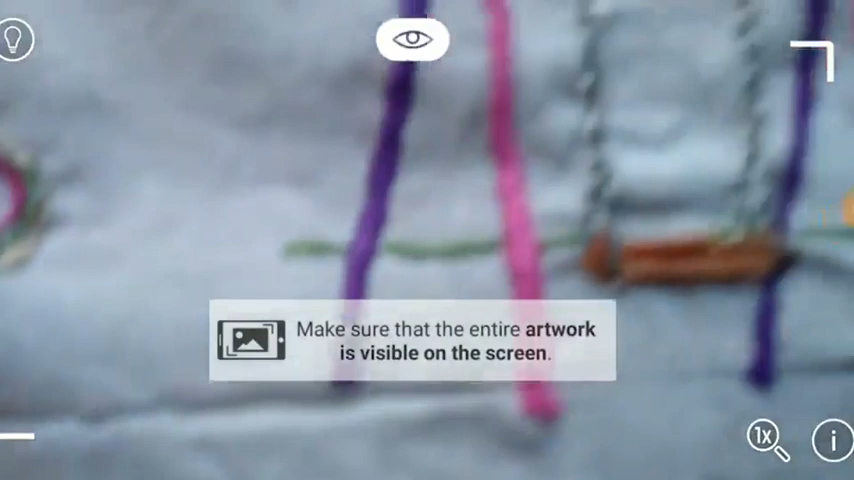 Make sure that the entire artwork
is visible on the screen.
1x
i